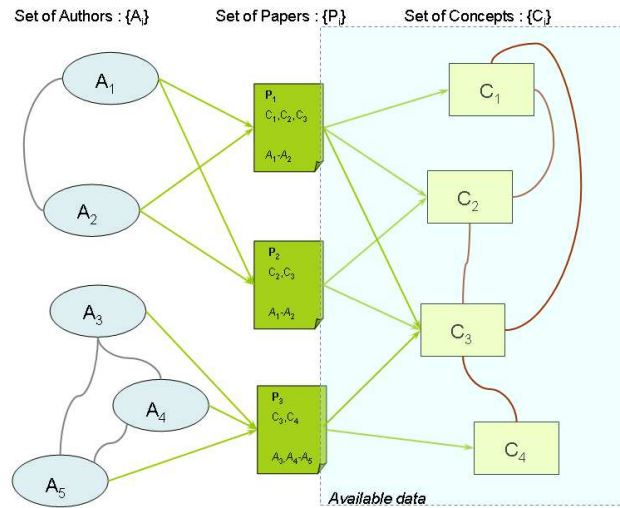 Set of Authors : {Ai} Set of Papers : {Pi} Set of Concepts : {Ci}
A1
A2
A3
A4
A5
P1
C1,C2,C3
A1-A2
P2
C2,C3
A1-A2
P3
C3,C4
A3,A4-A5
C1
C2
C3
C4
Available data